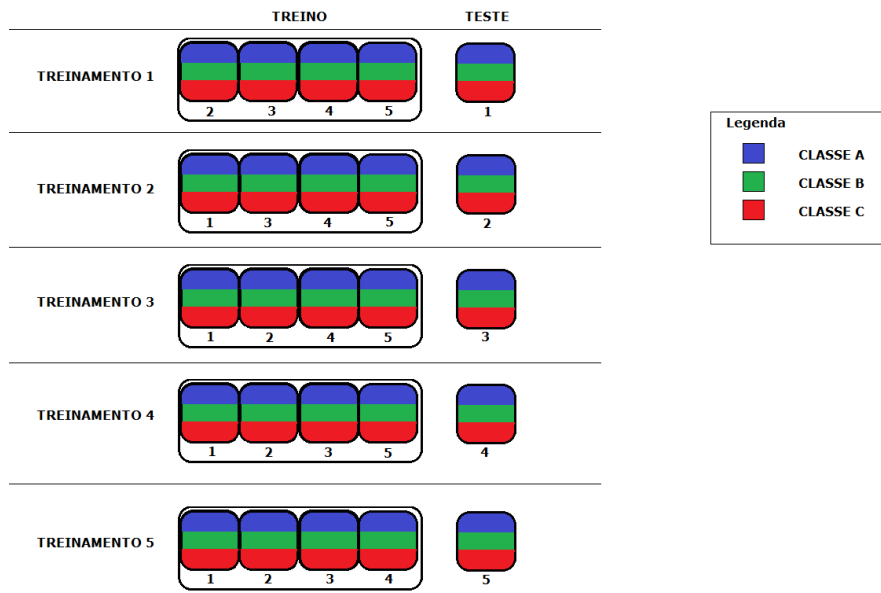 TREINO TESTE
TREINAMENTO 1
2 3 4 5 1
TREINAMENTO 2
1 3 4 5 2
TREINAMENTO 3
1 2 4 5 3
TREINAMENTO 4
1 2 3 5 4
TREINAMENTO 5
1 2 3 4 5
Legenda
CLASSE A
CLASSE B
CLASSE C